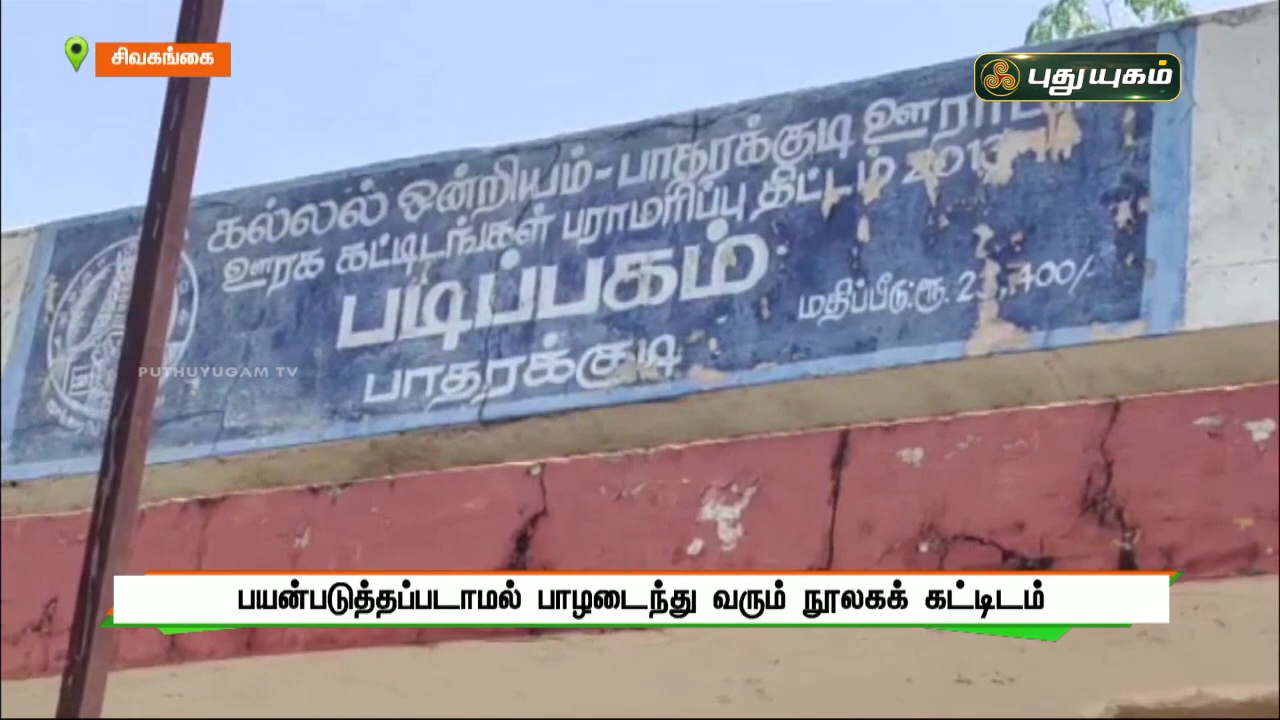 சிவகங்கை
புதுயுகம்
கல்லல் ஒன்றியம்-பாதரக்குடி
ஊரக கட்டிடங்கள் பராமரிப்பு திட்டம்
படிப்பகம்
மதிப்பீடு:ரூ.
பாதரக்குடி
PUTHUYUGAM TV
பயன்படுத்தப்படாமல் பாழடைந்து வரும் நூலகக் கட்டிடம்